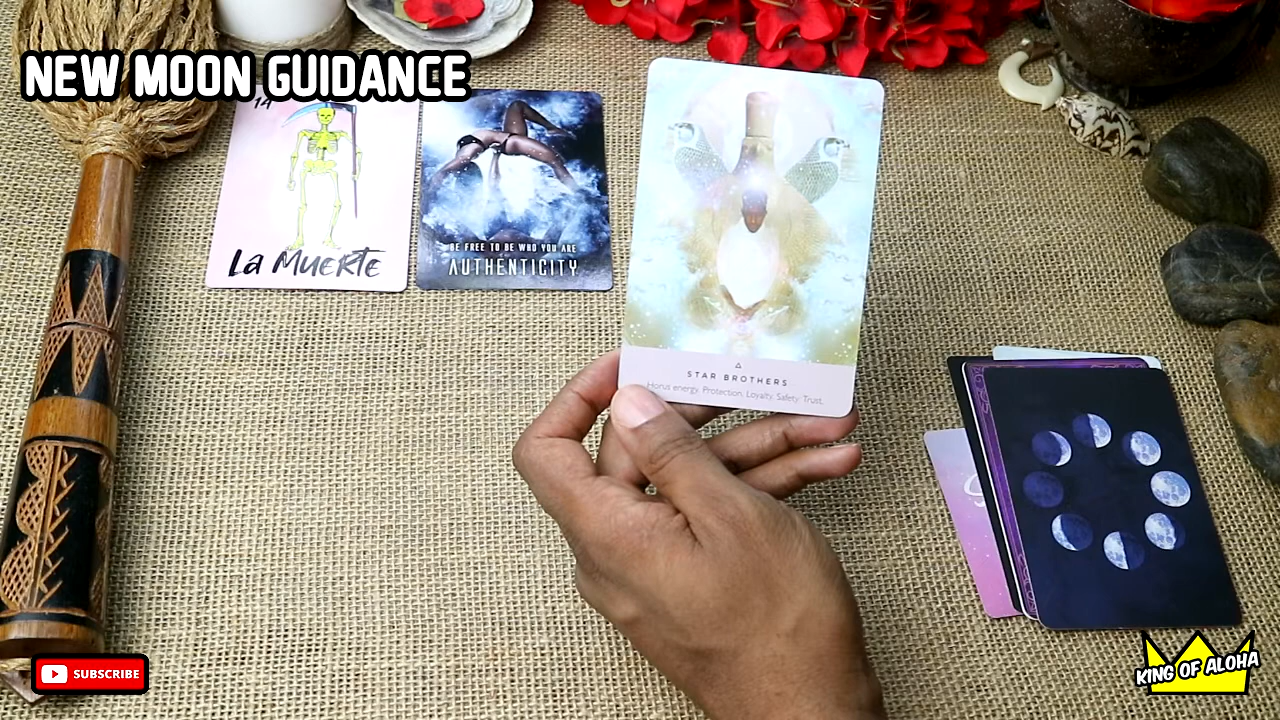 NEW MOON GUIDANCE
14
LA MUERTE
BE FREE TO BE WHO YOU ARE
AUTHENTICITY
STAR BROTHERS
Horus energy. Protection. Loyalty. Safety. Trust.
SUBSCRIBE
KING OF ALOHA